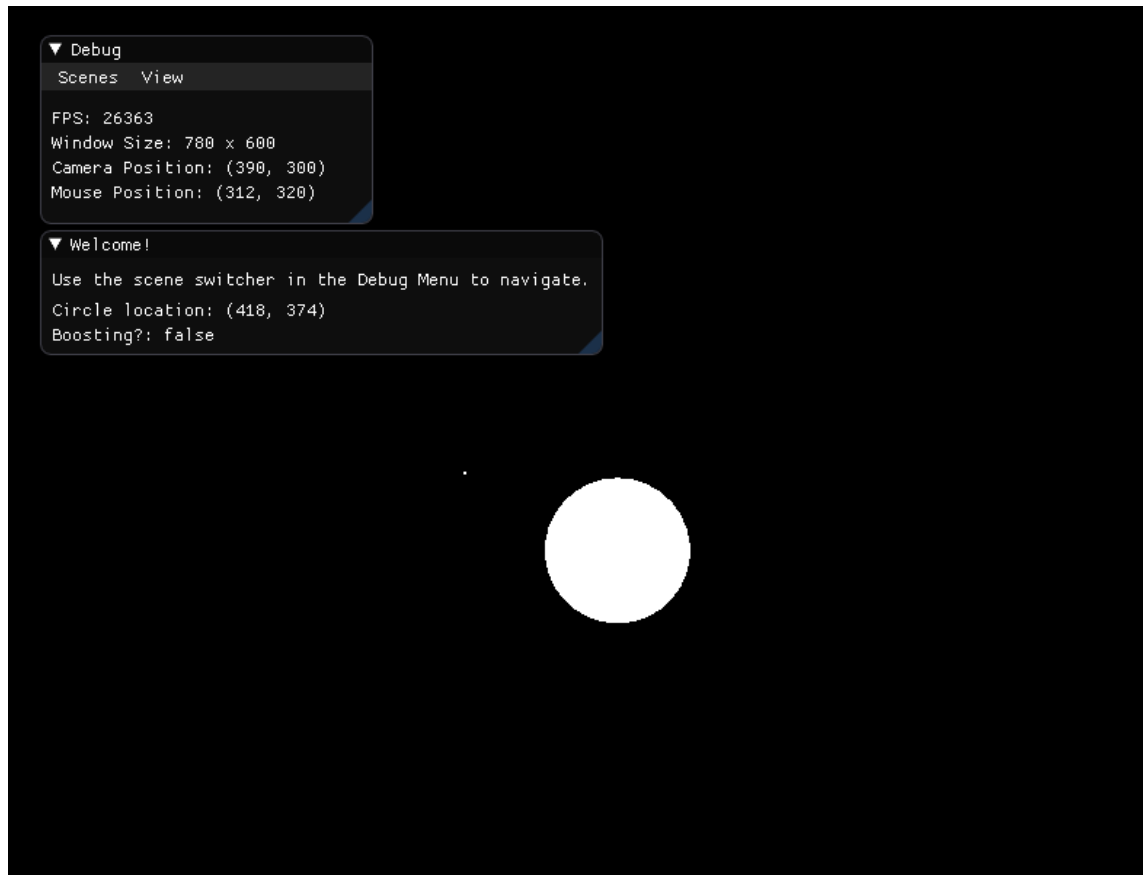 Debug
Scenes View
FPS: 26363
Window Size: 780 x 600
Camera Position: (390, 300)
Mouse Position: (312, 320)
Welcome!
Use the scene switcher in the Debug Menu to navigate.
Circle location: (418, 374)
Boosting?: false